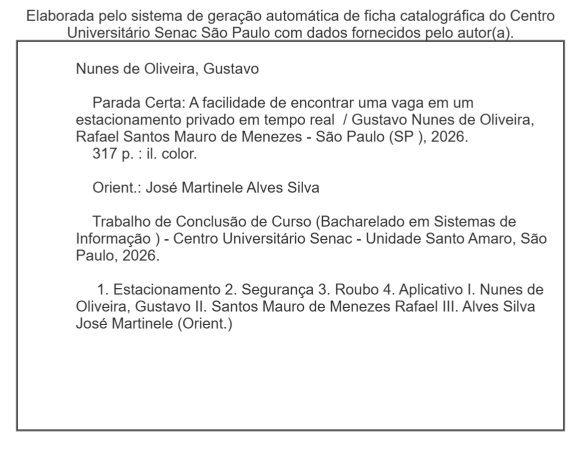 Elaborada pelo sistema de geração automática de ficha catalográfica do Centro
Universitário Senac São Paulo com dados fornecidos pelo autor(a).
Nunes de Oliveira, Gustavo
Parada Certa: A facilidade de encontrar uma vaga em um
estacionamento privado em tempo real / Gustavo Nunes de Oliveira,
Rafael Santos Mauro de Menezes - São Paulo (SP ), 2026.
317 p. : il. color.
Orient.: José Martinele Alves Silva
Trabalho de Conclusão de Curso (Bacharelado em Sistemas de
Informação ) - Centro Universitário Senac - Unidade Santo Amaro, São
Paulo, 2026.
1. Estacionamento 2. Segurança 3. Roubo 4. Aplicativo I. Nunes de
Oliveira, Gustavo II. Santos Mauro de Menezes Rafael III. Alves Silva
José Martinele (Orient.)